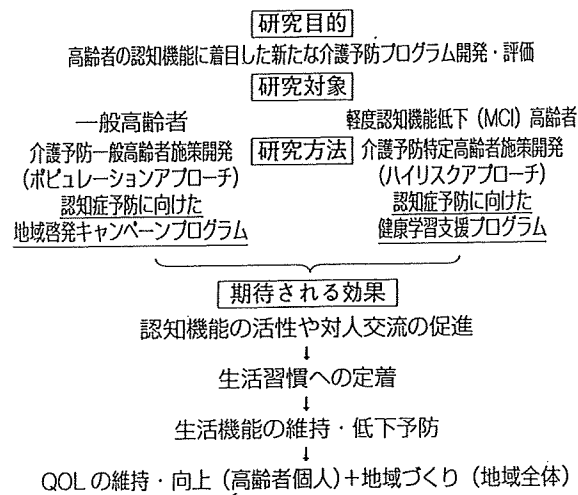 研究目的
高齢者の認知機能に着目した新たな介護予防プログラム開発・評価
研究対象
一般高齢者
介護予防一般高齢者施策開発
(ポピュレーションアプローチ)
認知症予防に向けた
地域啓発キャンペーンプログラム
研究方法
軽度認知機能低下 (MCI) 高齢者
介護予防特定高齢者施策開発
(ハイリスクアプローチ)
認知症予防に向けた
健康学習支援プログラム
期待される効果
認知機能の活性や対人交流の促進
↓
生活習慣への定着
↓
生活機能の維持・低下予防
↓
QOLの維持・向上 (高齢者個人)+地域づくり (地域全体)